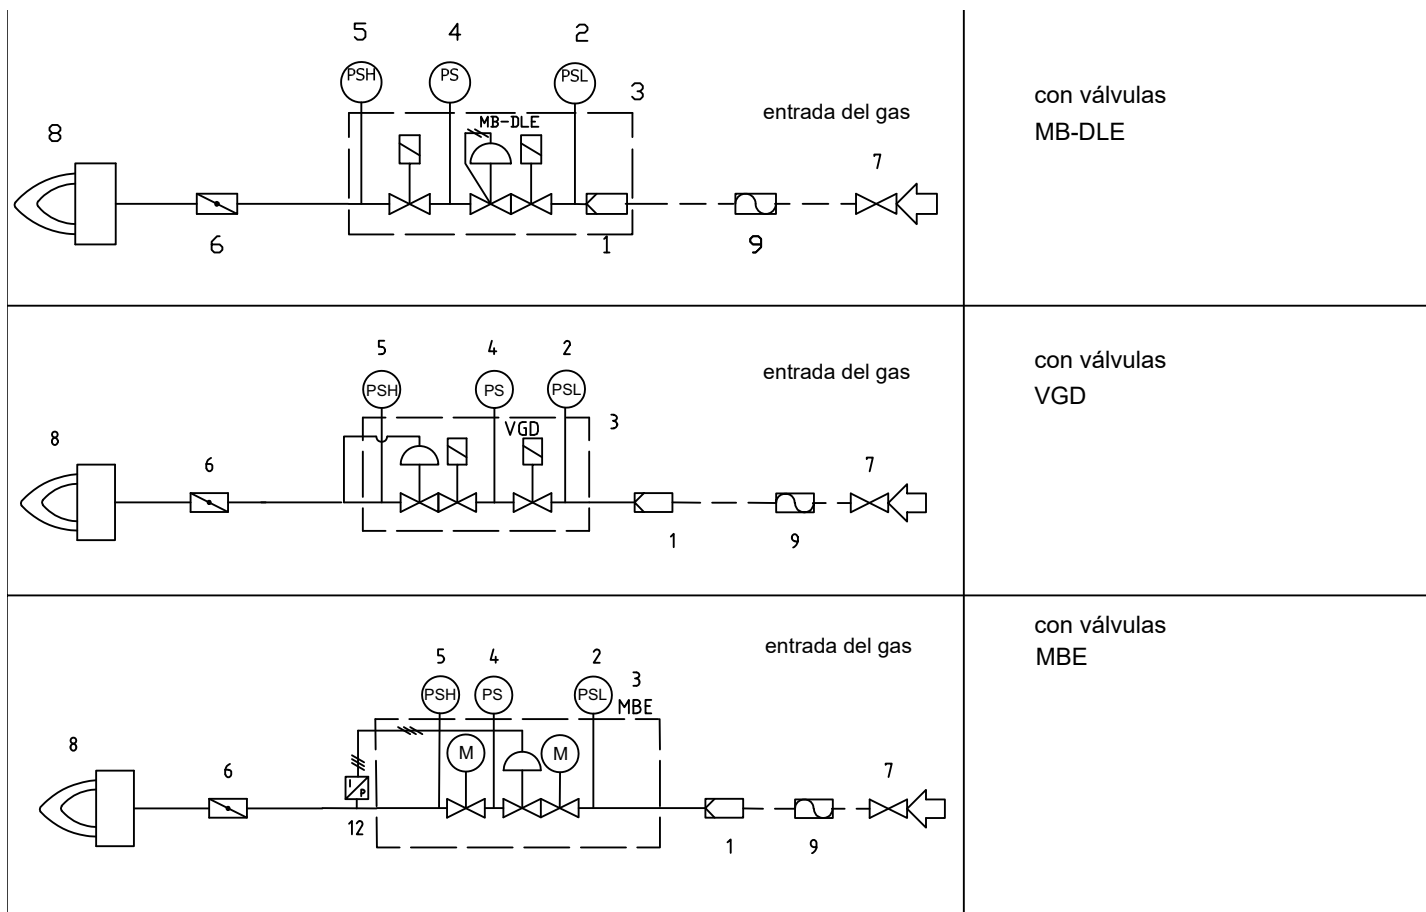 5 4 2
PSH PS PSL
3
MB-DLE
entrada del gas
con válvulas
MB-DLE
8
7
6 1 9
5 4 2
PSH PS PSL
entrada del gas
con válvulas
VGD
VGD
3
8
6
7
1 9
entrada del gas
con válvulas
MBE
5 4 2
PSH PS PSL
3
MBE
M M
8
6
7
I
P
12
1 9